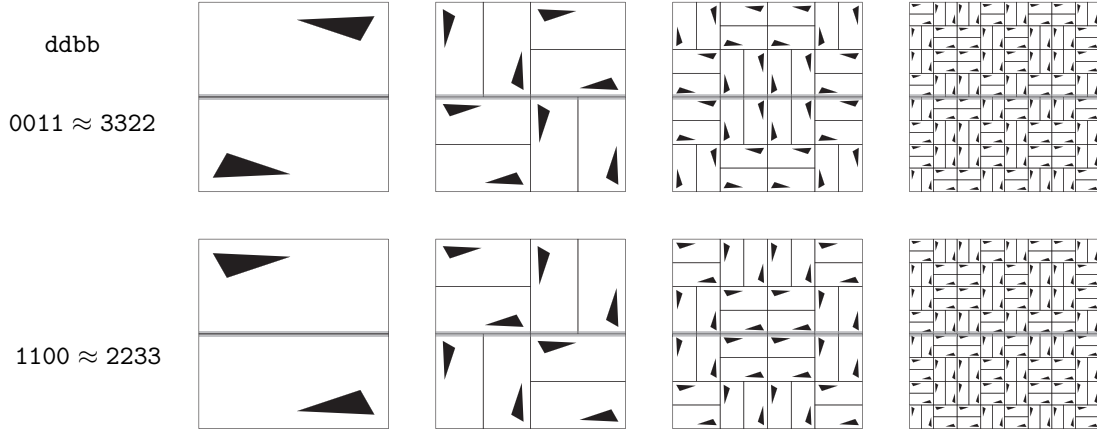 ddbb
0011 ≈ 3322
1100 ≈ 2233